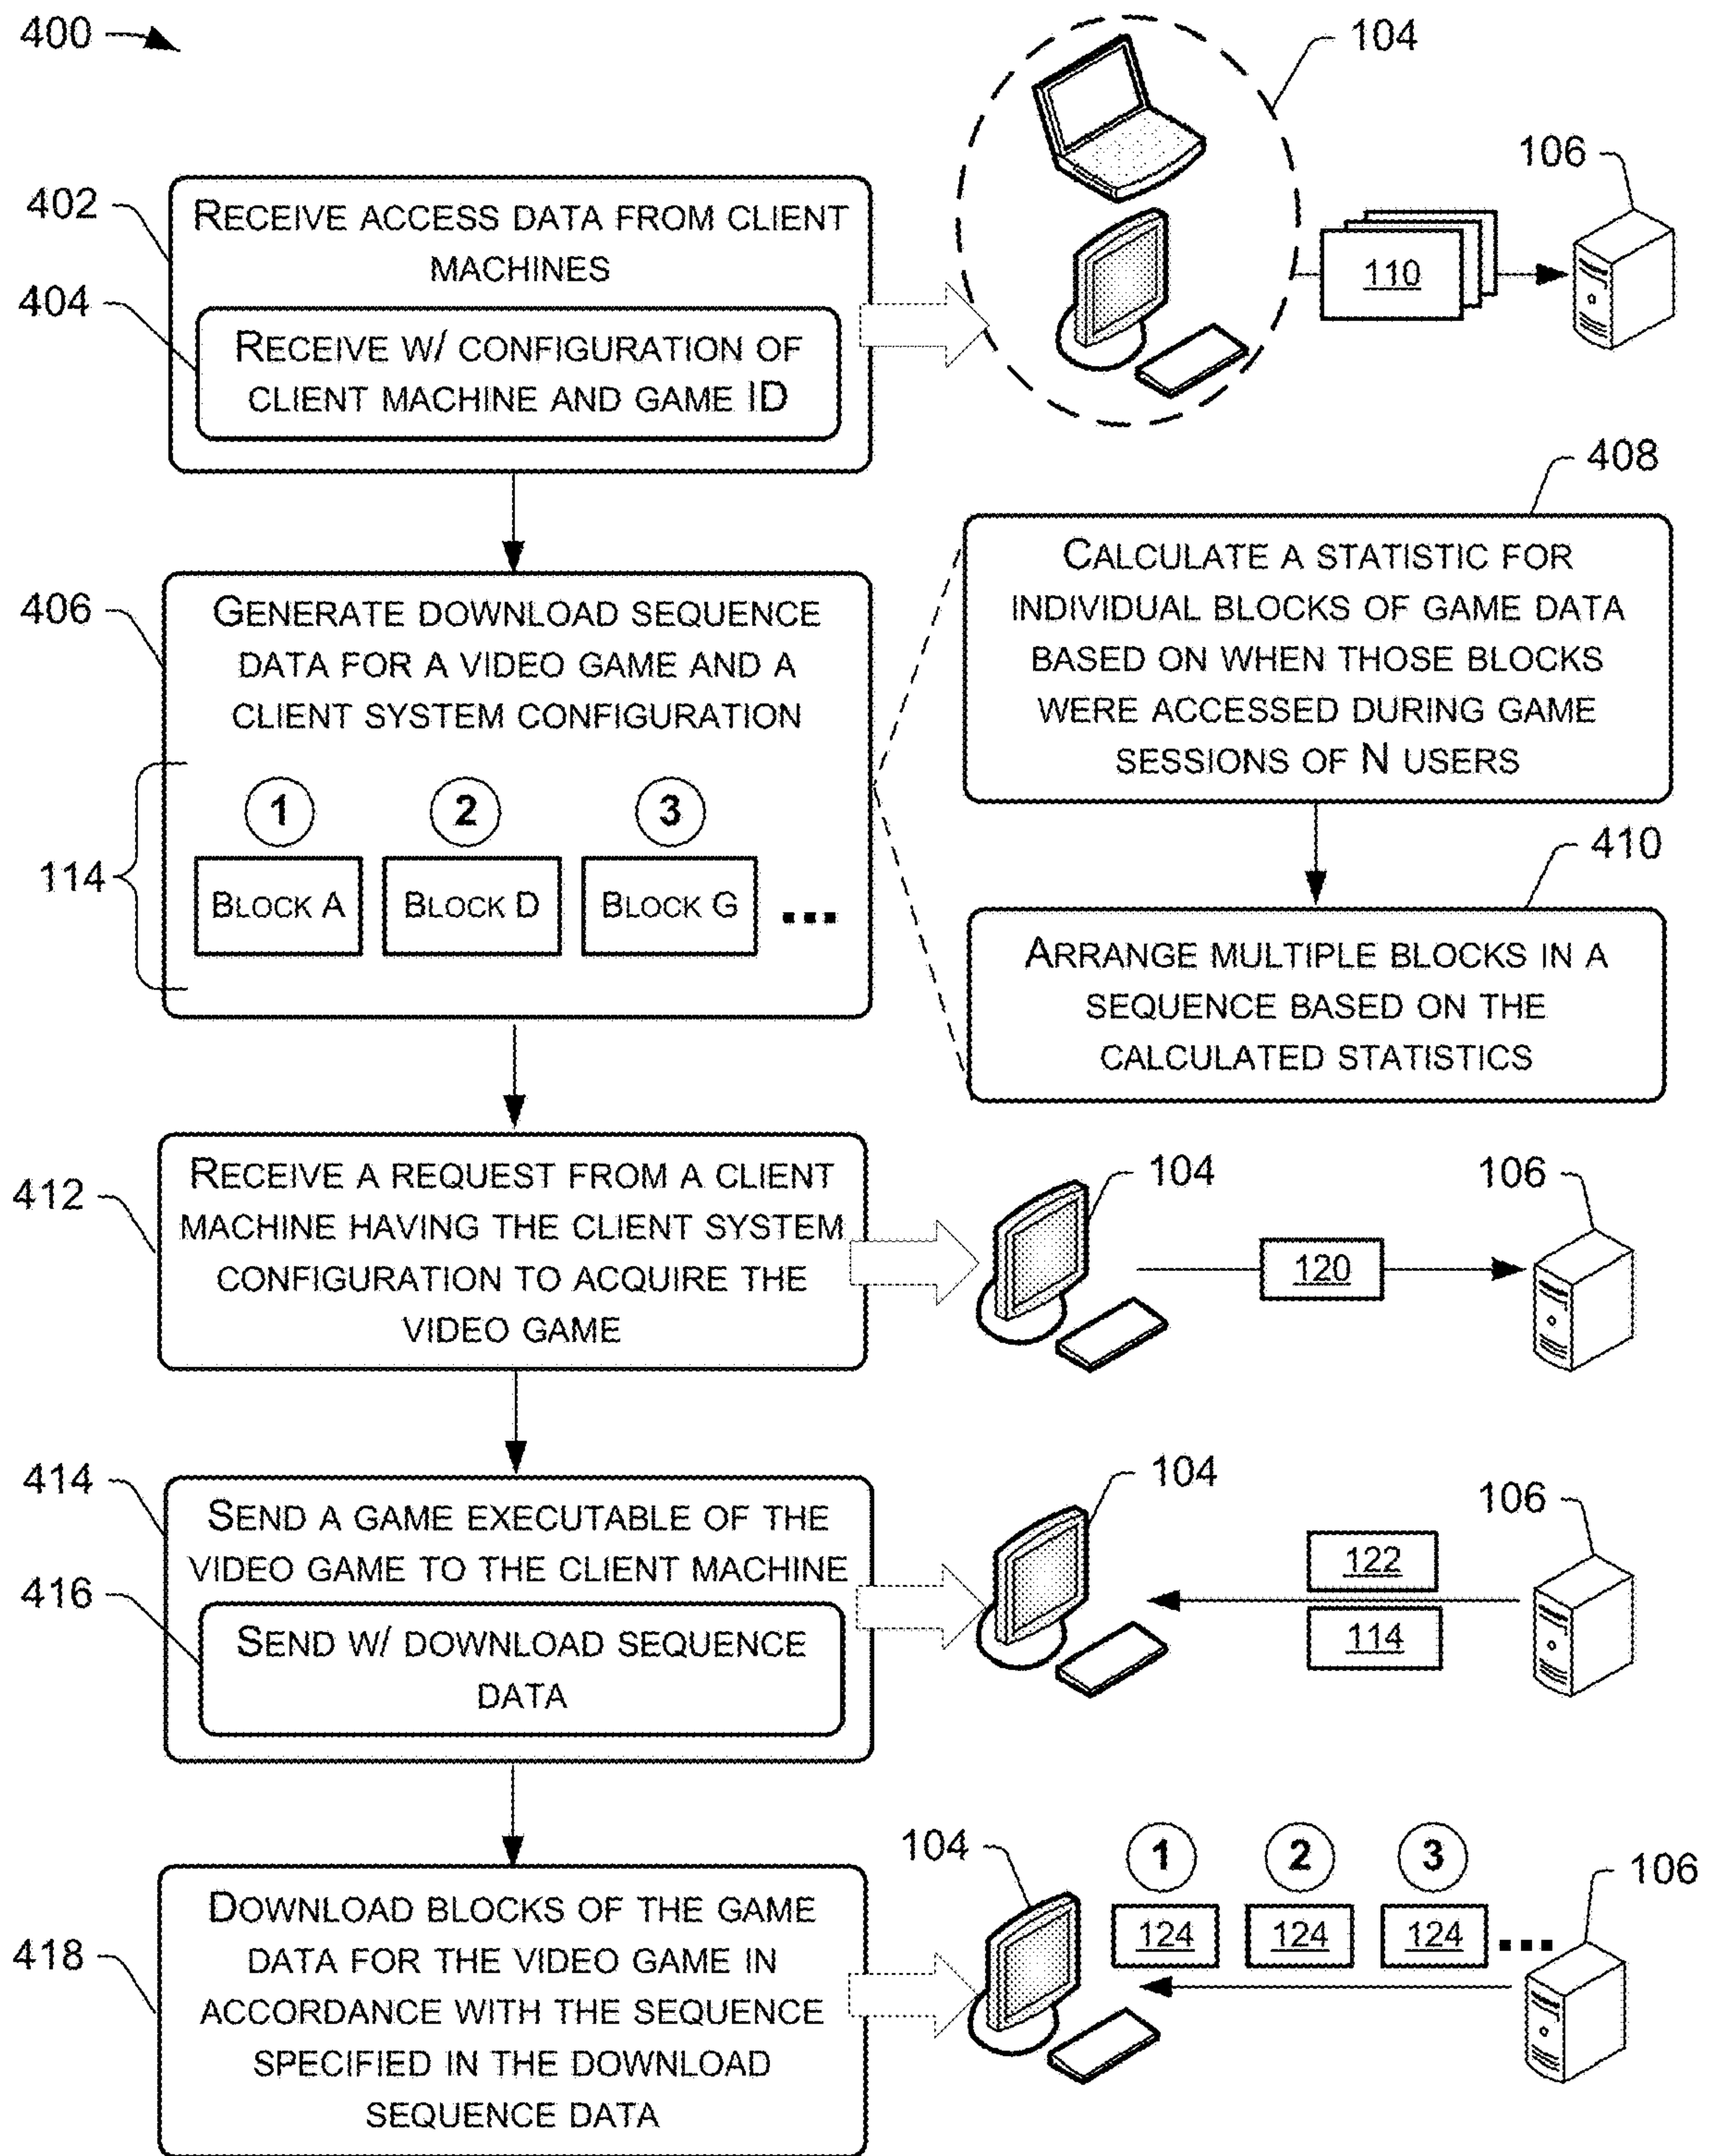 400
104
106
402
RECEIVE ACCESS DATA FROM CLIENT
MACHINES
110
404
RECEIVE W/ CONFIGURATION OF
CLIENT MACHINE AND GAME ID
408
CALCULATE A STATISTIC FOR
INDIVIDUAL BLOCKS OF GAME DATA
BASED ON WHEN THOSE BLOCKS
WERE ACCESSED DURING GAME
SESSIONS OF N USERS
406
GENERATE DOWNLOAD SEQUENCE
DATA FOR A VIDEO GAME AND A
CLIENT SYSTEM CONFIGURATION
1 2 3
114
BLOCK A BLOCK D BLOCK G ...
410
ARRANGE MULTIPLE BLOCKS IN A
SEQUENCE BASED ON THE
CALCULATED STATISTICS
412
RECEIVE A REQUEST FROM A CLIENT
MACHINE HAVING THE CLIENT SYSTEM
CONFIGURATION TO ACQUIRE THE
VIDEO GAME
104
106
120
414
SEND A GAME EXECUTABLE OF THE
VIDEO GAME TO THE CLIENT MACHINE
416
SEND W/ DOWNLOAD SEQUENCE
DATA
104
106
122
114
418
DOWNLOAD BLOCKS OF THE GAME
DATA FOR THE VIDEO GAME IN
ACCORDANCE WITH THE SEQUENCE
SPECIFIED IN THE DOWNLOAD
SEQUENCE DATA
104
1 2 3
106
124 124 124 ...